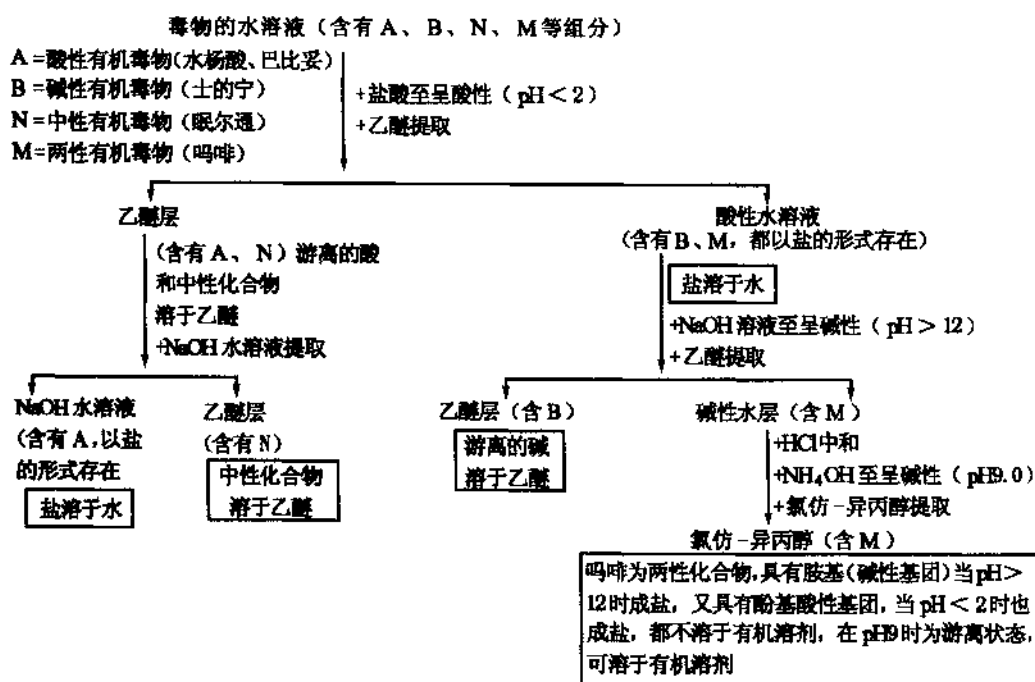 毒物的水溶液（含有A、B、N、M等组分）
A=酸性有机毒物(水杨酸、巴比妥)
B=碱性有机毒物（士的宁）
N=中性有机毒物（眠尔通）
M=两性有机毒物（吗啡）
+盐酸至呈酸性（pH＜2）
+乙醚提取
乙醚层
(含有A、N）游离的酸
和中性化合物
溶于乙醚
+NaOH水溶液提取
酸性水溶液
(含有B、M，都以盐的形式存在）
盐溶于水
+NaOH溶液至呈碱性（pH＞12）
+乙醚提取
NaOH水溶液
(含有A,以盐
的形式存在
盐溶于水
乙醚层
(含有N）
中性化合物
溶于乙醚
乙醚层（含B）
游离的碱
溶于乙醚
碱性水层（含M）
+HCl中和
+NH₄OH至呈碱性（pH9.0）
+氯仿-异丙醇提取
氯仿-异丙醇（含M）
吗啡为两性化合物,具有胺基(碱性基团)当pH＞
12时成盐，又具有酚基酸性基团，当pH＜2时也
成盐，都不溶于有机溶剂，在pH9时为游离状态，
可溶于有机溶剂